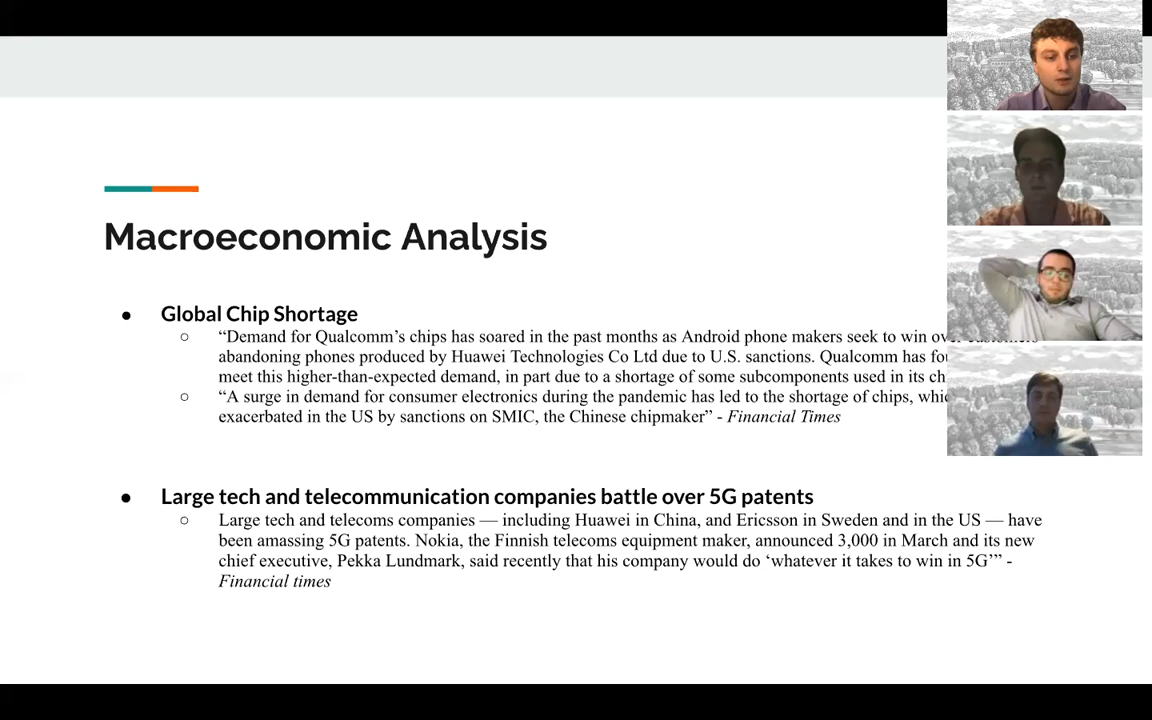 Macroeconomic Analysis
● Global Chip Shortage
○ “Demand for Qualcomm’s chips has soared in the past months as Android phone makers seek to win over customers
abandoning phones produced by Huawei Technologies Co Ltd due to U.S. sanctions. Qualcomm has
meet this higher-than-expected demand, in part due to a shortage of some subcomponents used in its
○ “A surge in demand for consumer electronics during the pandemic has led to the shortage of chips,
exacerbated in the US by sanctions on SMIC, the Chinese chipmaker” - Financial Times
● Large tech and telecommunication companies battle over 5G patents
○ Large tech and telecoms companies — including Huawei in China, and Ericsson in Sweden and in the US — have
been amassing 5G patents. Nokia, the Finnish telecoms equipment maker, announced 3,000 in March and its new
chief executive, Pekka Lundmark, said recently that his company would do ‘whatever it takes to win in 5G’” -
Financial times